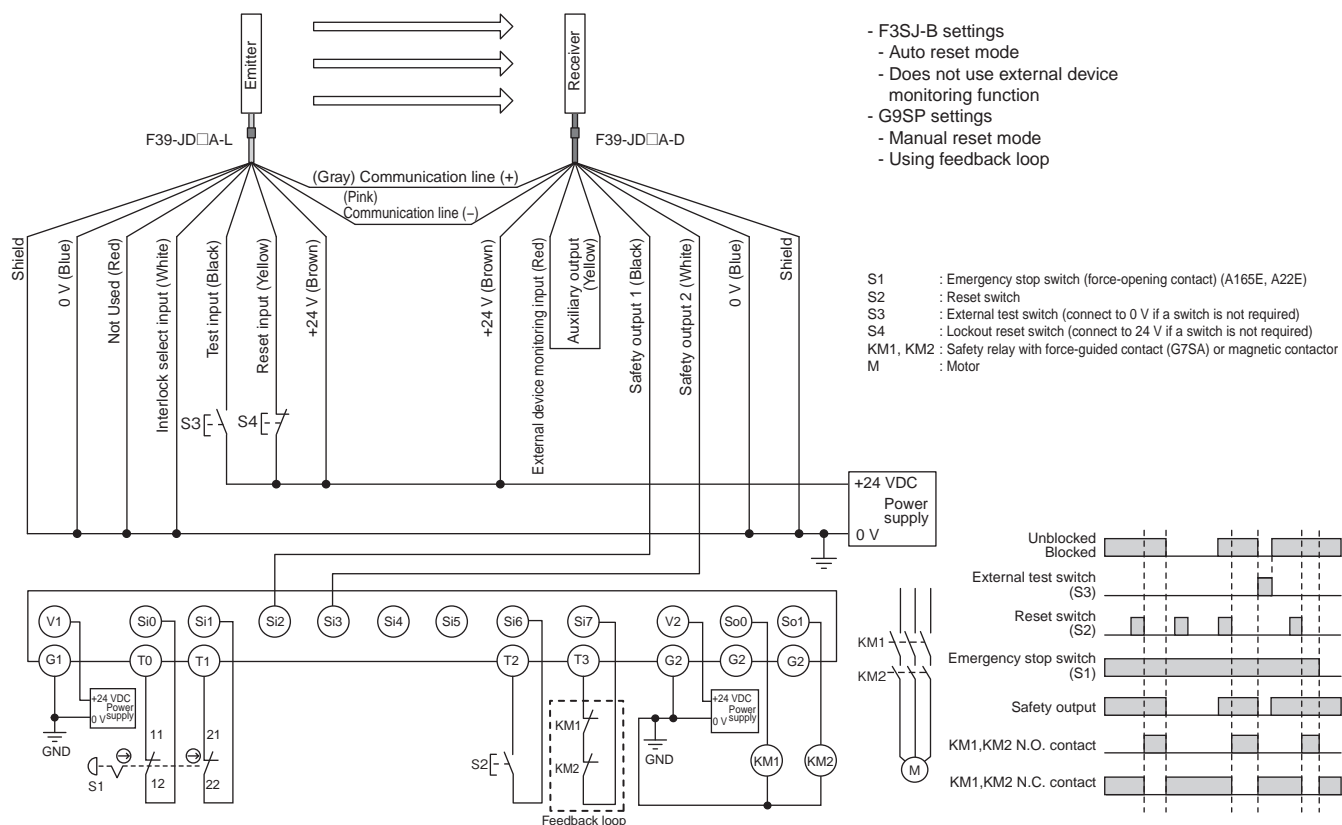 Emitter
Receiver
F39-JD□A-L
F39-JD□A-D
- F3SJ-B settings
- Auto reset mode
- Does not use external device
monitoring function
- G9SP settings
- Manual reset mode
- Using feedback loop
(Gray) Communication line (+)
(Pink)
Communication line (−)
Shield
0 V (Blue)
Not Used (Red)
Interlock select input (White)
Test input (Black)
Reset input (Yellow)
+24 V (Brown)
+24 V (Brown)
External device monitoring input (Red)
Auxiliary output
(Yellow)
Safety output 1 (Black)
Safety output 2 (White)
0 V (Blue)
Shield
S1 : Emergency stop switch (force-opening contact) (A165E, A22E)
S2 : Reset switch
S3 : External test switch (connect to 0 V if a switch is not required)
S4 : Lockout reset switch (connect to 24 V if a switch is not required)
KM1, KM2 : Safety relay with force-guided contact (G7SA) or magnetic contactor
M : Motor
S3
S4
+24 VDC
Power
supply
0 V
V1
Si0
Si1
Si2
Si3
Si4
Si5
Si6
Si7
V2
So0
So1
G1
T0
T1
T2
T3
G2
G2
G2
+24 VDC
Power
supply
0 V
GND
11
21
12
22
S1
S2
KM1
KM2
Feedback loop
+24 VDC
Power
supply
0 V
GND
KM1
KM2
KM1
KM2
M
Unblocked
Blocked
External test switch
(S3)
Reset switch
(S2)
Emergency stop switch
(S1)
Safety output
KM1,KM2 N.O. contact
KM1,KM2 N.C. contact